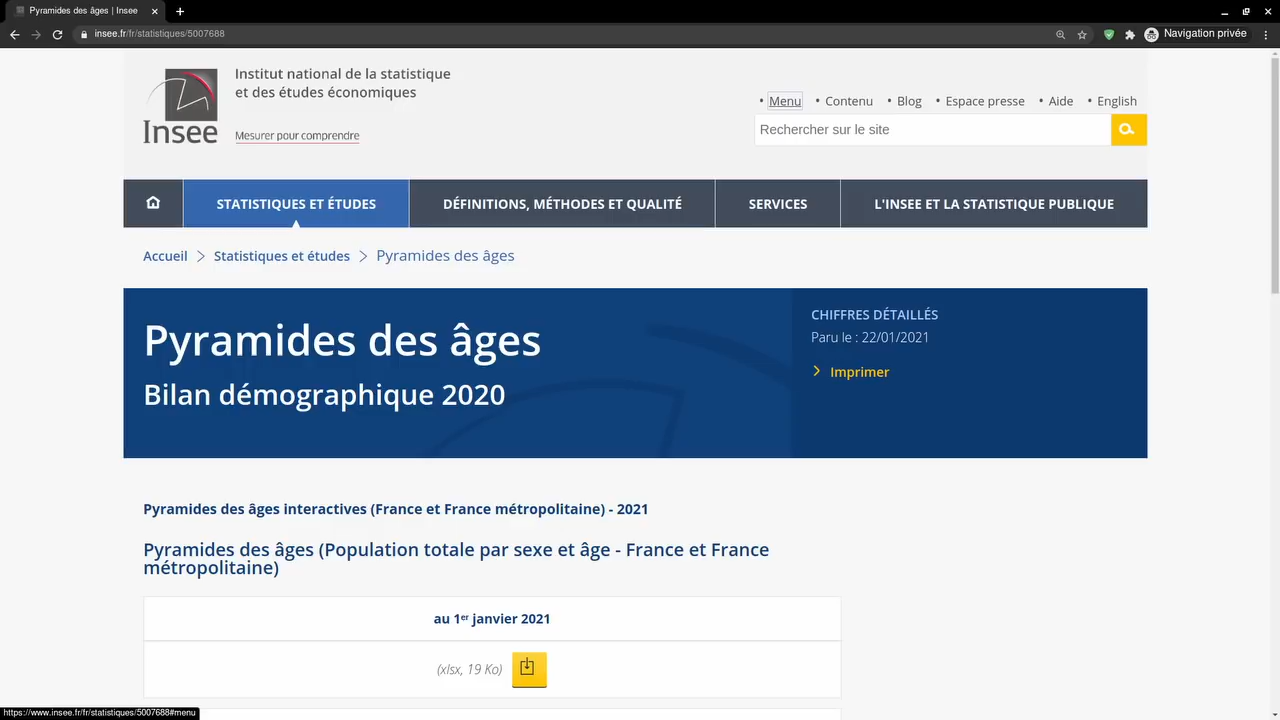 Pyramides des âges | Insee
insee.fr/fr/statistiques/5007688
Navigation privée
Institut national de la statistique
et des études économiques
Insee
Mesurer pour comprendre
• Menu • Contenu • Blog • Espace presse • Aide • English
Rechercher sur le site
STATISTIQUES ET ÉTUDES
DÉFINITIONS, MÉTHODES ET QUALITÉ
SERVICES
L'INSEE ET LA STATISTIQUE PUBLIQUE
Accueil > Statistiques et études > Pyramides des âges
Pyramides des âges
Bilan démographique 2020
CHIFFRES DÉTAILLÉS
Paru le : 22/01/2021
Imprimer
Pyramides des âges interactives (France et France métropolitaine) - 2021
Pyramides des âges (Population totale par sexe et âge - France et France
métropolitaine)
au 1er janvier 2021
(xlsx, 19 Ko)
https://www.insee.fr/fr/statistiques/5007688#menu